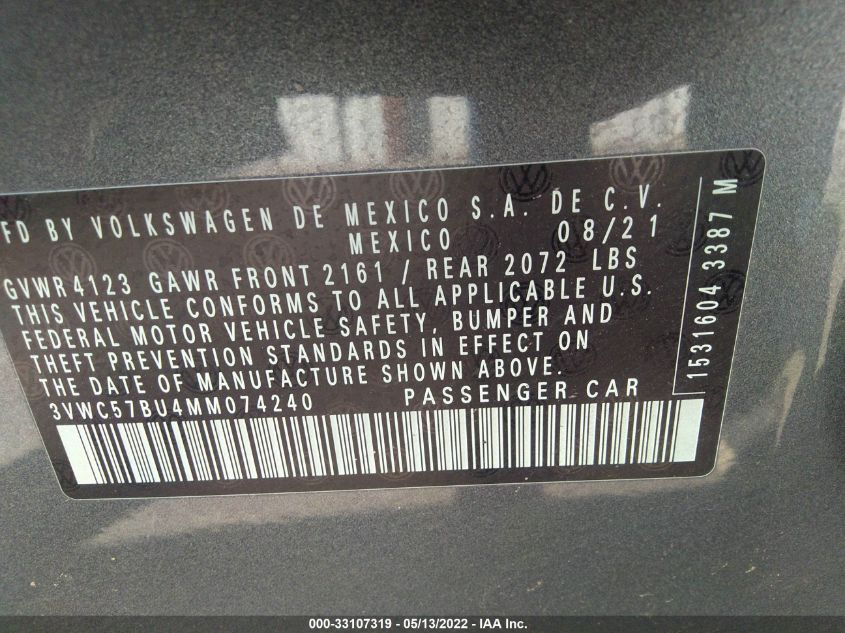 FD BY VOLKSWAGEN DE MEXICO S.A. DE C.V.
MEXICO 08/21
GVWR 4123 GAWR FRONT 2161 / REAR 2072 LBS
THIS VEHICLE CONFORMS TO ALL APPLICABLE U.S.
FEDERAL MOTOR VEHICLE SAFETY, BUMPER AND
THEFT PREVENTION STANDARDS IN EFFECT ON
THE DATE OF MANUFACTURE SHOWN ABOVE.
3VWC57BU4MM074240 PASSENGER CAR
1531604 3387 M
000-33107319 / 05/13/2022 - IAA Inc.